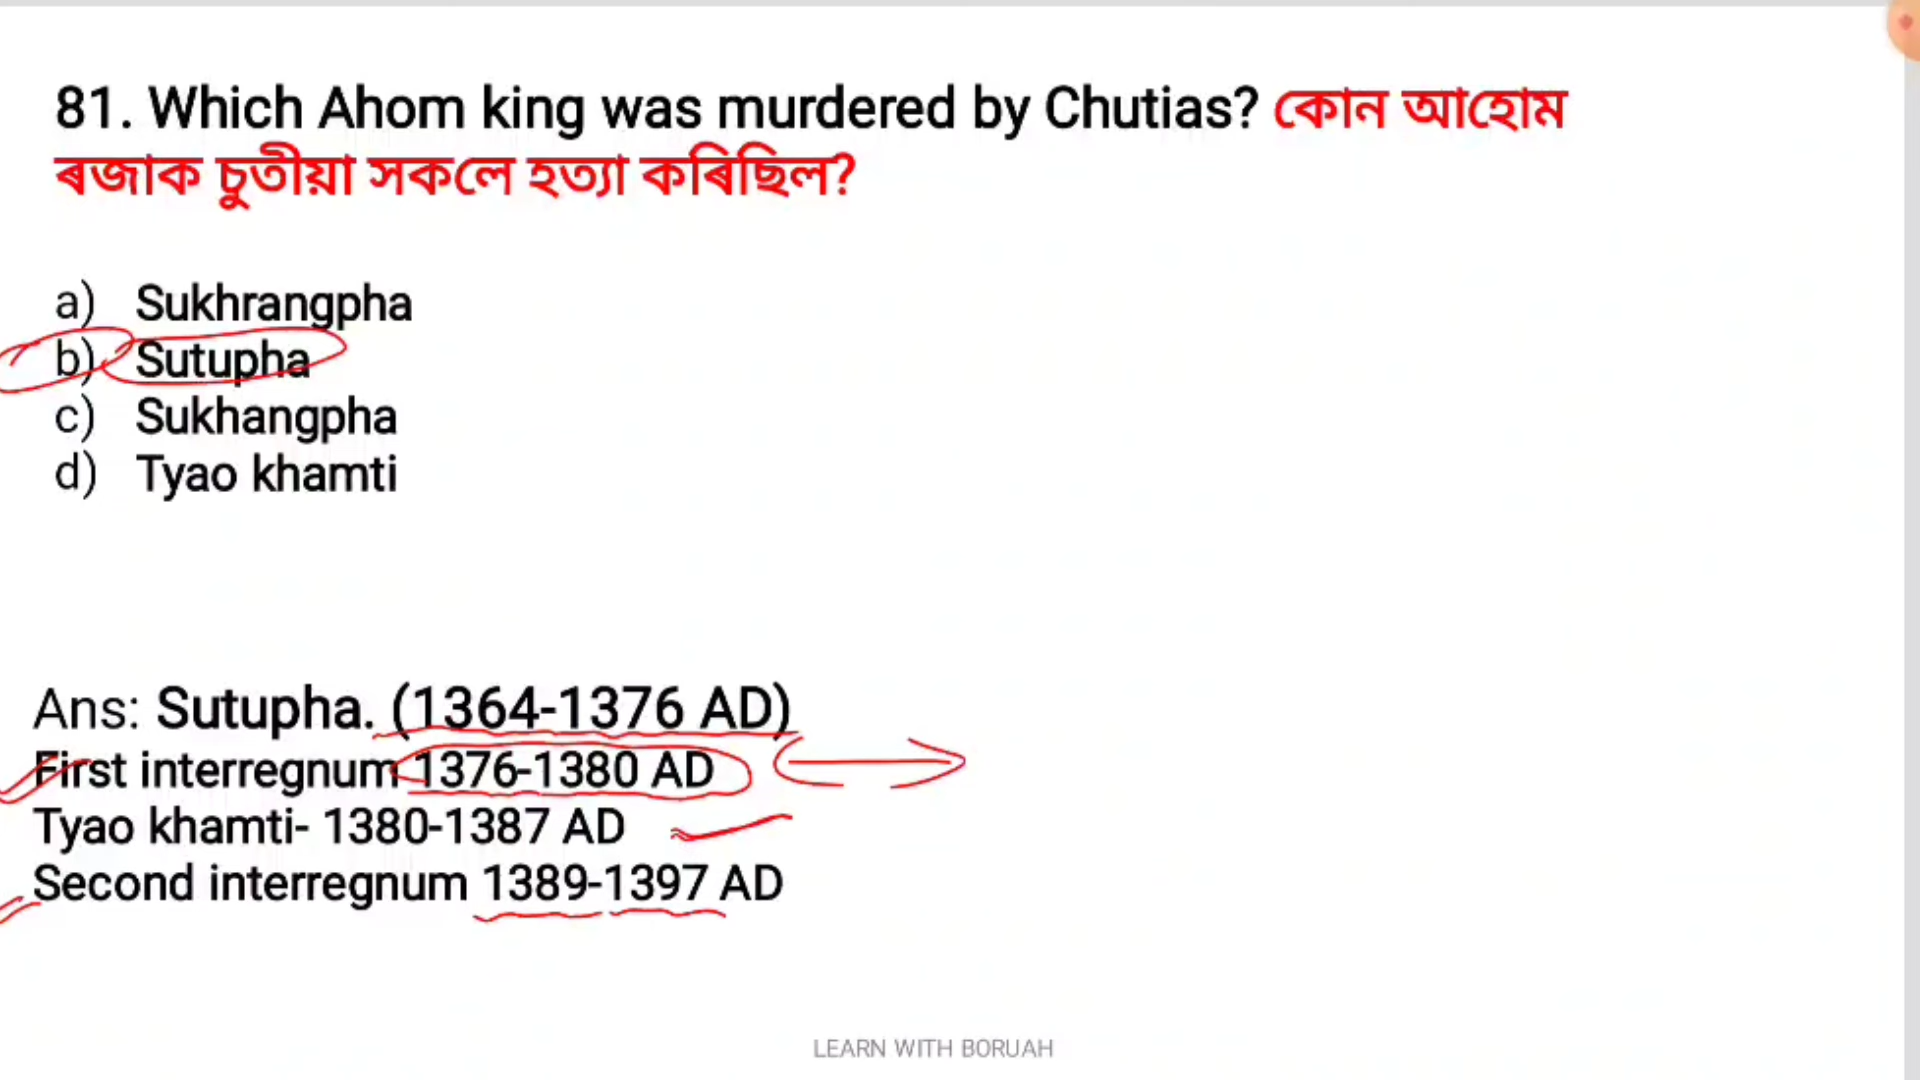 81. Which Ahom king was murdered by Chutias? কোন আহোম
ৰজাক চুতীয়া সকলে হত্যা কৰিছিল?
a) Sukhrangpha
b) Sutupha
c) Sukhangpha
d) Tyao khamti
Ans: Sutupha. (1364-1376 AD)
First interregnum 1376-1380 AD
Tyao khamti- 1380-1387 AD
Second interregnum 1389-1397 AD
LEARN WITH BORUAH